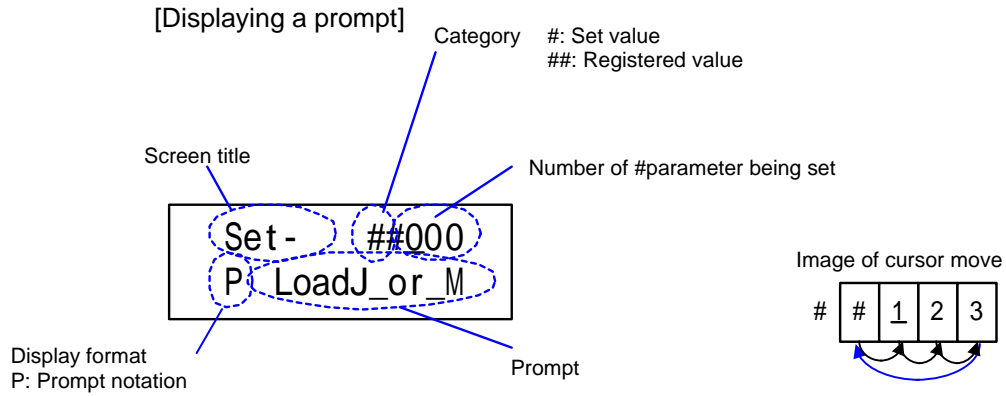 [Displaying a prompt]
Category #: Set value
##: Registered value
Screen title
Number of #parameter being set
Set- ##000
P LoadJ_or_M
Image of cursor move
# # 1 2 3
Display format
P: Prompt notation
Prompt